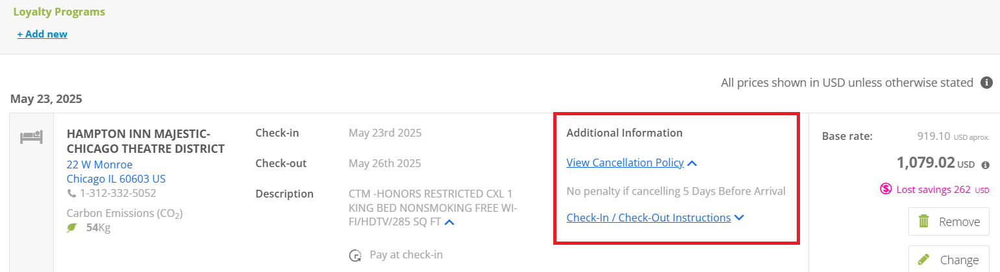 Loyalty Programs
+ Add new
All prices shown in USD unless otherwise stated
May 23, 2025
HAMPTON INN MAJESTIC-
CHICAGO THEATRE DISTRICT
22 W Monroe
Chicago IL 60603 US
1-312-332-5052
Carbon Emissions (CO2)
54Kg
Check-in May 23rd 2025
Check-out May 26th 2025
Description CTM -HONORS RESTRICTED CXL 1
KING BED NONSMOKING FREE WI-
FI/HDTV/285 SQ FT
Pay at check-in
Additional Information
View Cancellation Policy
No penalty if cancelling 5 Days Before Arrival
Check-In / Check-Out Instructions
Base rate: 919.10 USD aprox.
1,079.02 USD
Lost savings 262 USD
Remove
Change